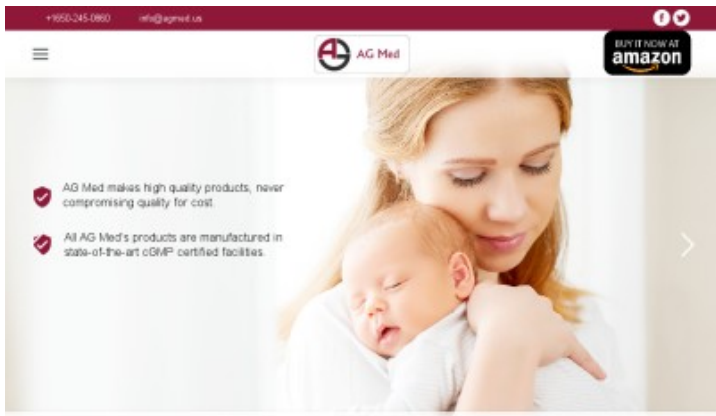 +1650-245-0860 info@agmed.us
AG Med
BUY IT NOW AT
amazon
AG Med makes high quality products, never
compromising quality for cost.
All AG Med's products are manufactured in
state-of-the-art cGMP certified facilities.